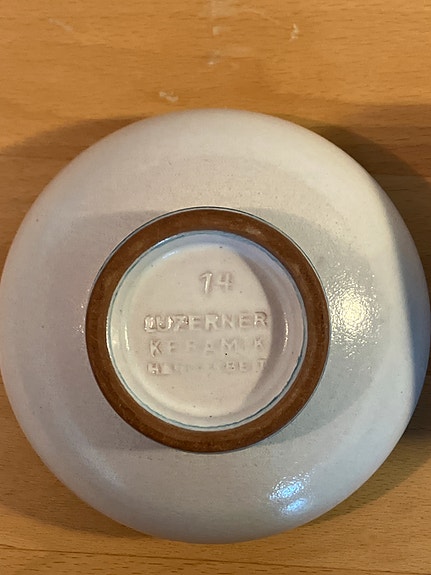 14
LUZERNER
KERAMIK
HANDARBEIT